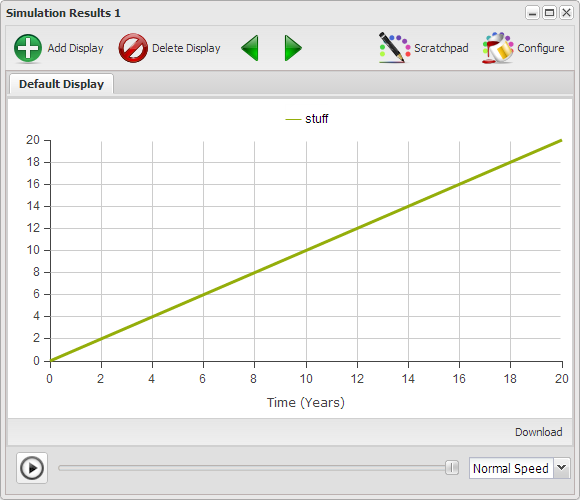 Simulation Results 1
Add Display Delete Display Scratchpad Configure
Default Display
stuff
20
18
16
14
12
10
8
6
4
2
0
0 2 4 6 8 10 12 14 16 18 20
Time (Years)
Download
Normal Speed